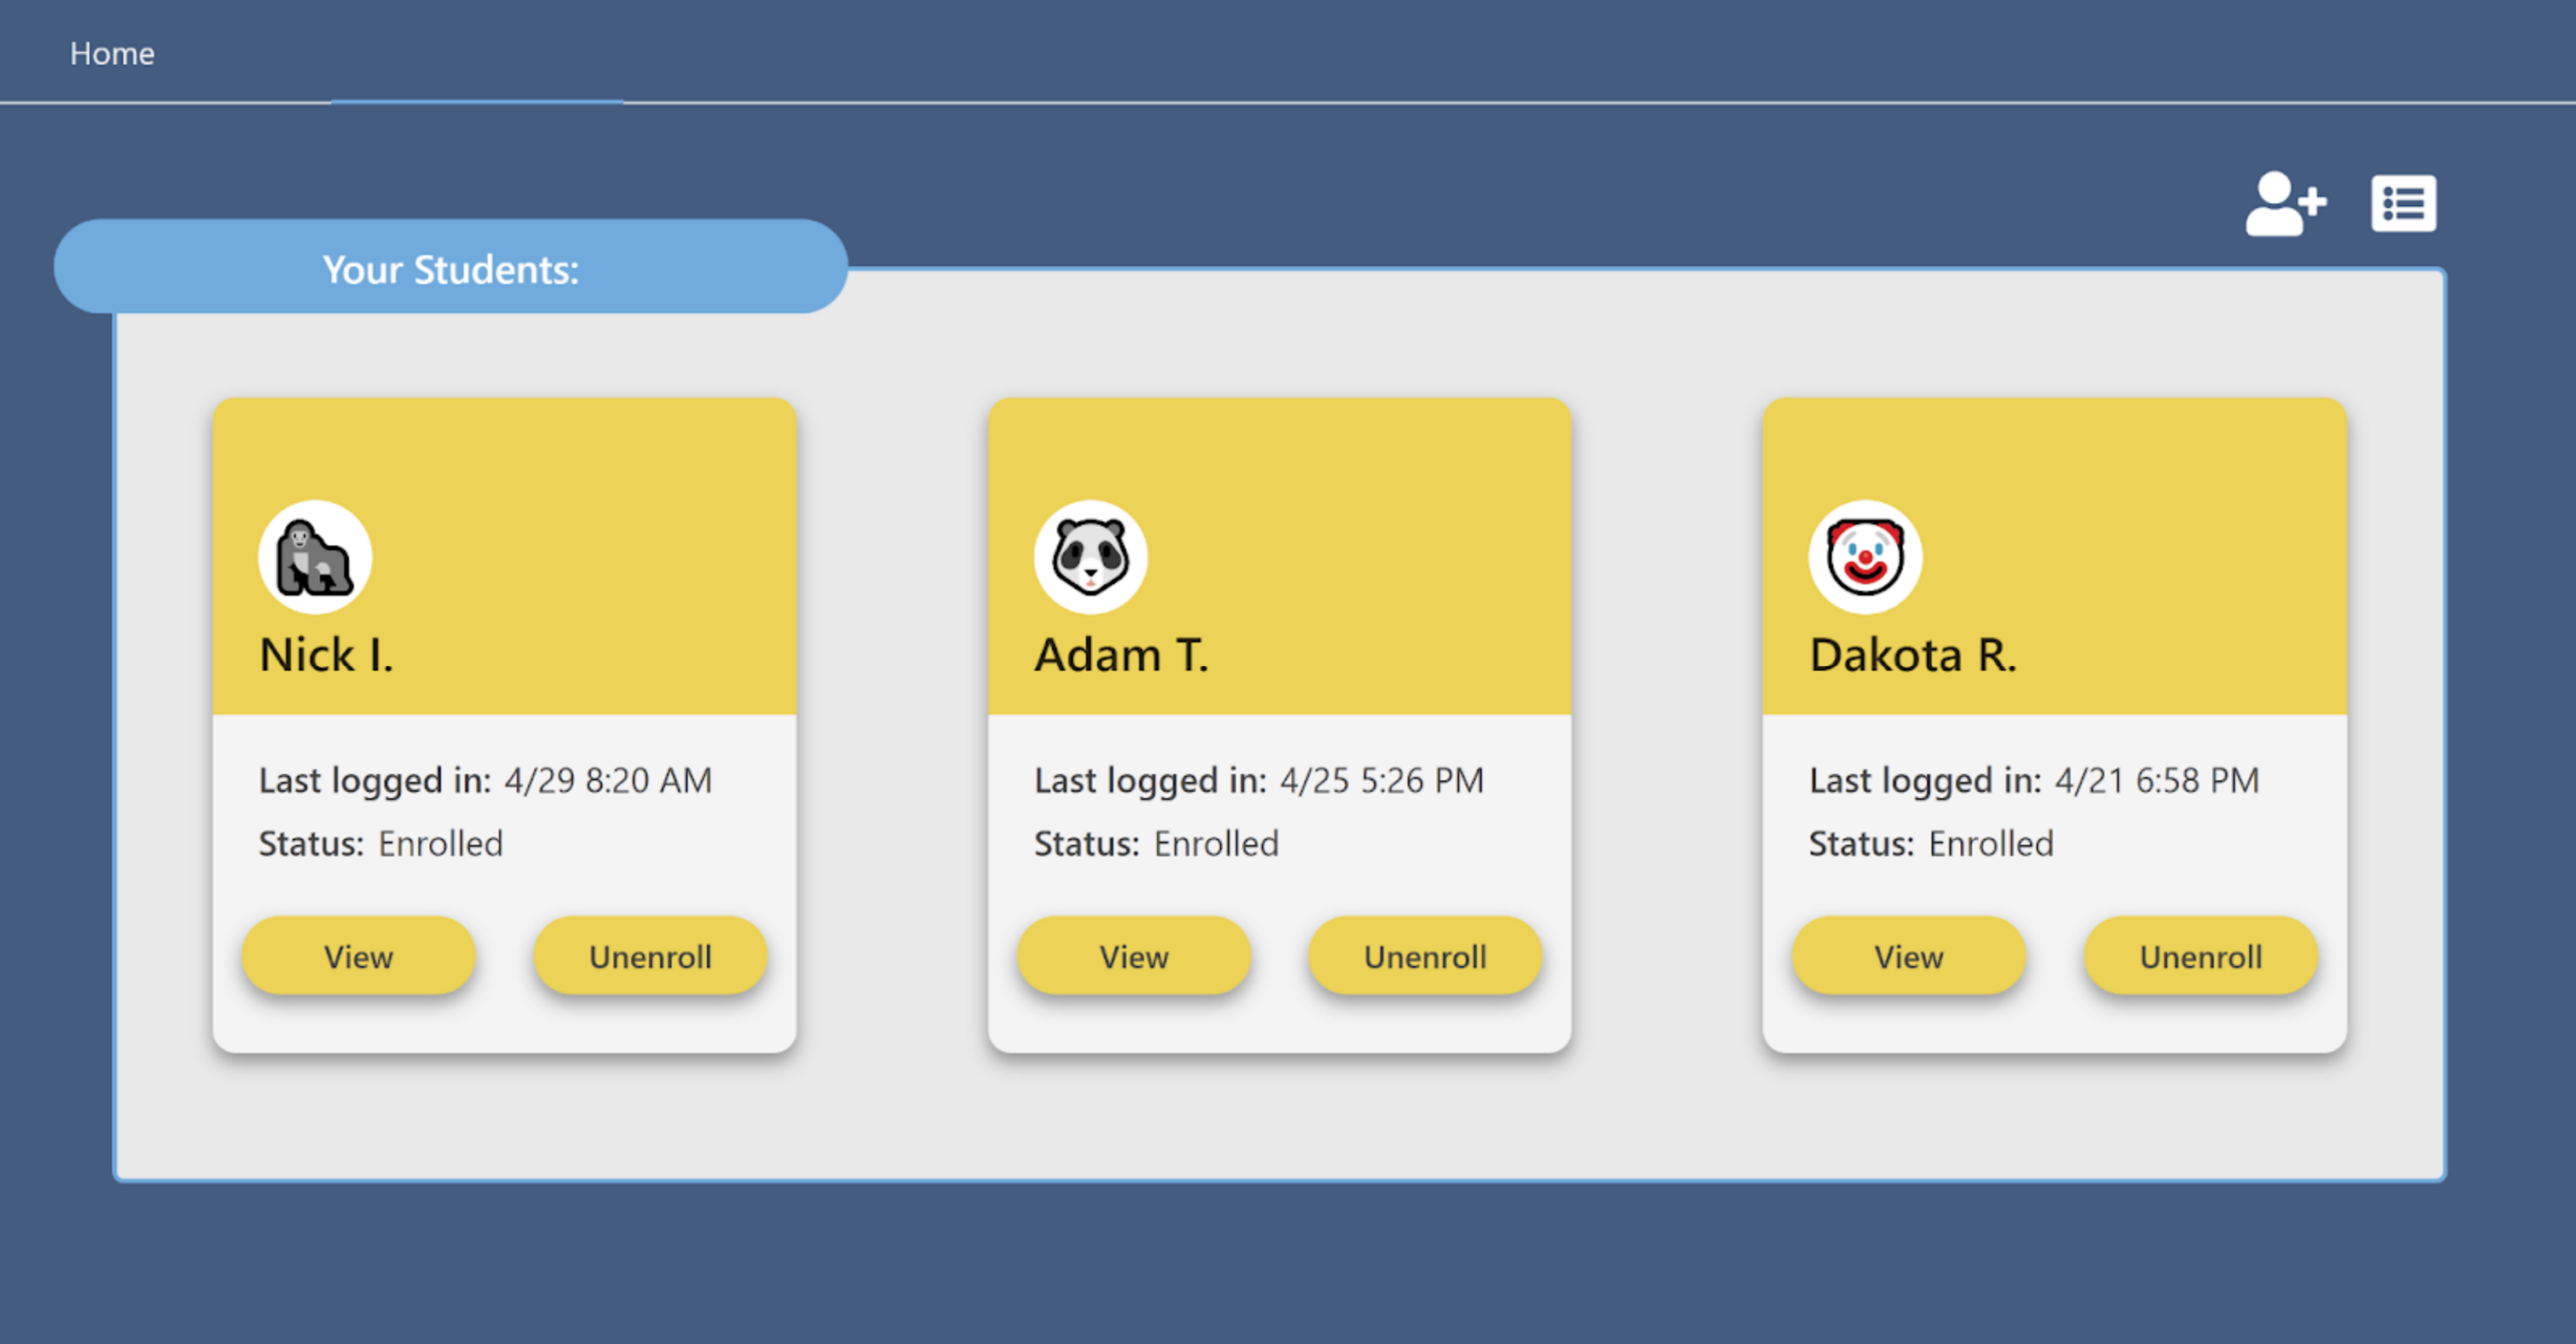 Home
Your Students:
Nick I.
Last logged in: 4/29 8:20 AM
Status: Enrolled
View
Unenroll
Adam T.
Last logged in: 4/25 5:26 PM
Status: Enrolled
View
Unenroll
Dakota R.
Last logged in: 4/21 6:58 PM
Status: Enrolled
View
Unenroll